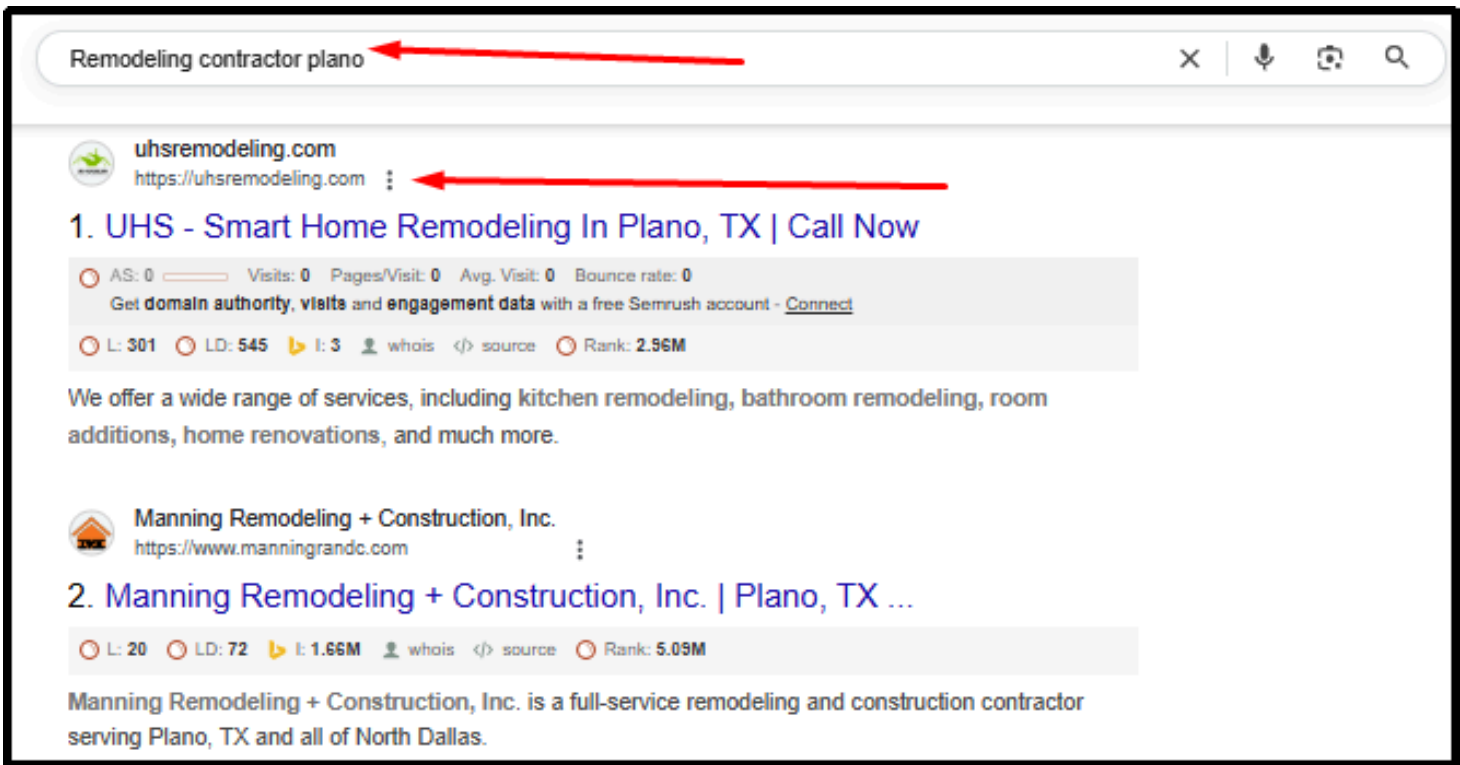 Remodeling contractor plano
uhsremodeling.com
https://uhsremodeling.com
1. UHS - Smart Home Remodeling In Plano, TX | Call Now
AS: 0 Visits: 0 Pages/Visit: 0 Avg. Visit: 0 Bounce rate: 0
Get domain authority, visits and engagement data with a free Semrush account - Connect
L: 301 LD: 545 I: 3 whois </> source Rank: 2.96M
We offer a wide range of services, including kitchen remodeling, bathroom remodeling, room
additions, home renovations, and much more.
Manning Remodeling + Construction, Inc.
https://www.manningrandc.com
2. Manning Remodeling + Construction, Inc. | Plano, TX ...
L: 20 LD: 72 I: 1.66M whois </> source Rank: 5.09M
Manning Remodeling + Construction, Inc. is a full-service remodeling and construction contractor
serving Plano, TX and all of North Dallas.